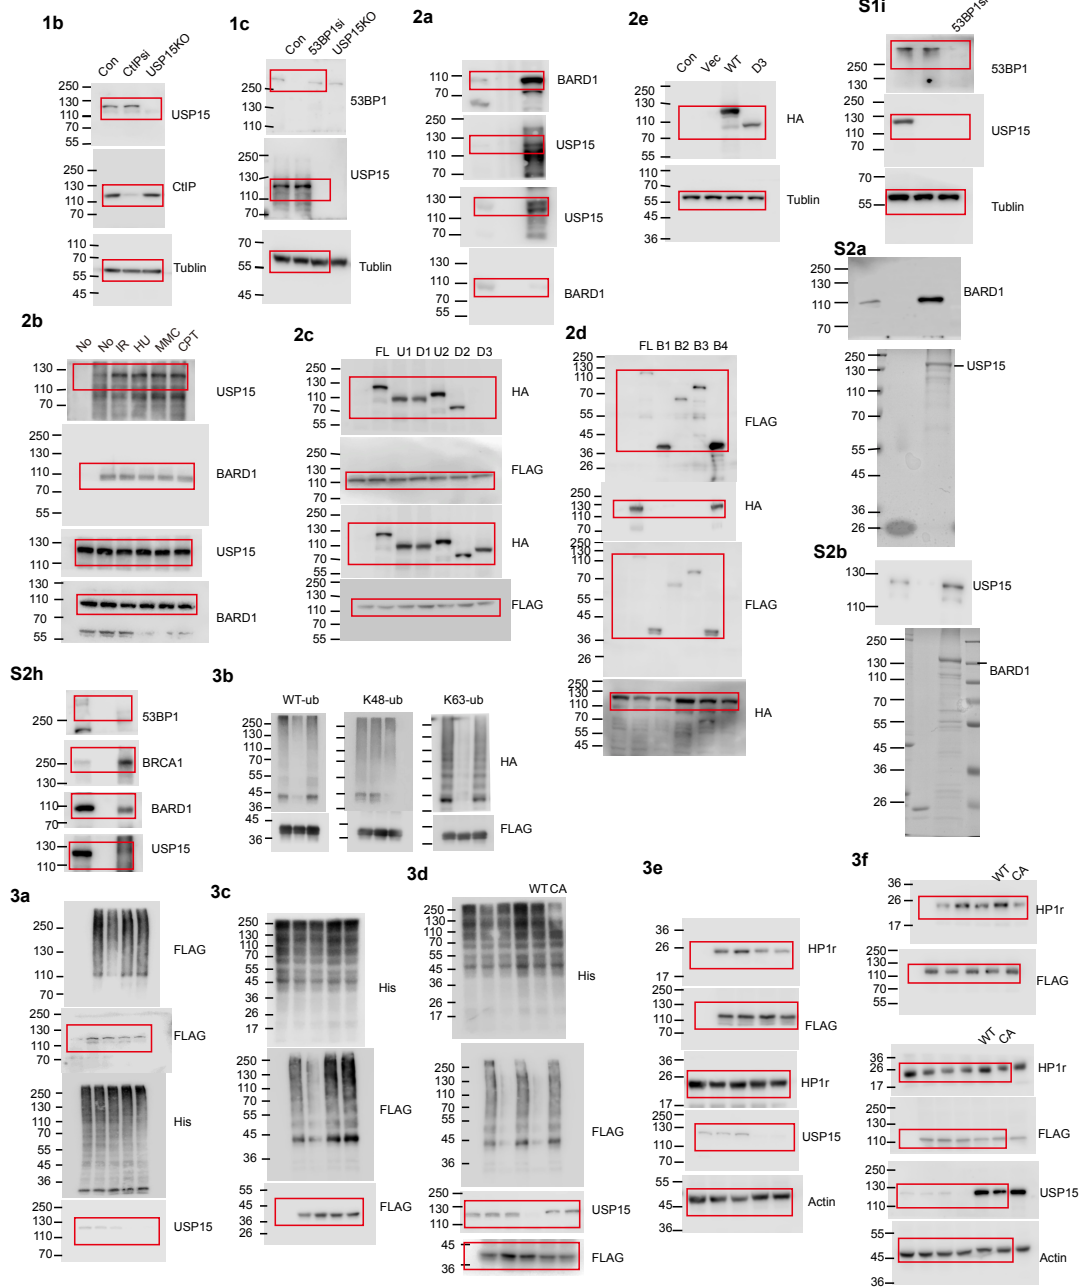 1b
Con
CtIPsi
USP15KO
250
130
110
70
55
USP15
250
170
130
110
70
CtIP
110
70
55
45
Tublin
1c
Con
53BP1si
USP15KO
250
130
110
53BP1
250
130
110
70
USP15
70
55
45
Tublin
2a
110
70
BARD1
250
130
110
70
USP15
130
110
70
USP15
130
110
70
55
BARD1
2e
Con
Vec
WT
D3
250
130
110
70
55
HA
110
70
55
45
36
Tublin
S1i
53BP1si
250
130
53BP1
250
130
110
70
USP15
70
55
Tublin
S2a
250
130
110
70
BARD1
250
130
110
70
55
45
36
26
USP15
S2b
130
110
USP15
250
130
110
70
55
45
36
26
BARD1
2b
No
No
IR
HU
MMC
CPT
130
110
70
USP15
250
130
110
70
55
BARD1
130
110
USP15
130
110
70
55
BARD1
2c
FL U1 D1 U2 D2 D3
250
130
110
70
55
HA
250
130
110
70
FLAG
250
130
110
70
55
HA
250
130
110
70
55
FLAG
2d
FL B1 B2 B3 B4
250
130
110
70
55
45
36
26
FLAG
250
130
110
70
HA
250
130
110
70
55
45
36
26
FLAG
250
130
110
70
55
45
HA
S2h
250
53BP1
250
130
BRCA1
110
70
BARD1
130
110
USP15
3b
WT-ub
K48-ub
K63-ub
250
130
110
70
55
45
36
HA
45
36
FLAG
3a
250
130
110
70
FLAG
250
130
110
70
FLAG
250
130
110
70
55
45
36
His
250
130
110
70
USP15
3c
250
130
110
70
55
45
36
26
17
His
250
130
110
70
55
45
36
FLAG
55
45
36
26
FLAG
3d
WT CA
250
130
110
70
55
45
36
26
17
His
250
130
110
70
55
45
36
FLAG
250
130
110
70
USP15
45
36
FLAG
3e
36
26
17
HP1r
250
130
110
70
FLAG
36
26
17
HP1r
250
130
110
70
USP15
55
45
36
Actin
3f
WT
CA
36
26
17
HP1r
250
130
110
70
55
FLAG
WT
CA
36
26
17
HP1r
250
130
110
FLAG
250
130
110
USP15
55
45
36
Actin